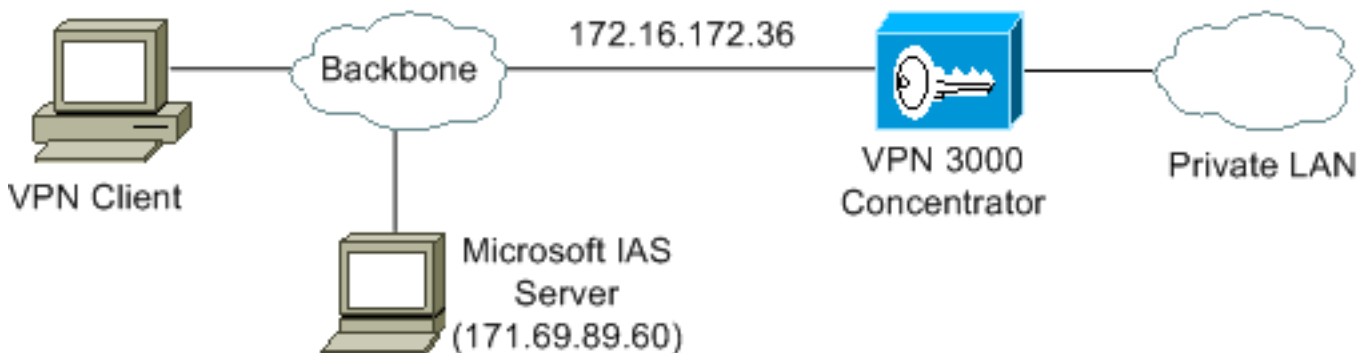 172.16.172.36
Backbone
VPN Client
VPN 3000
Concentrator
Private LAN
Microsoft IAS
Server
(171.69.89.60)